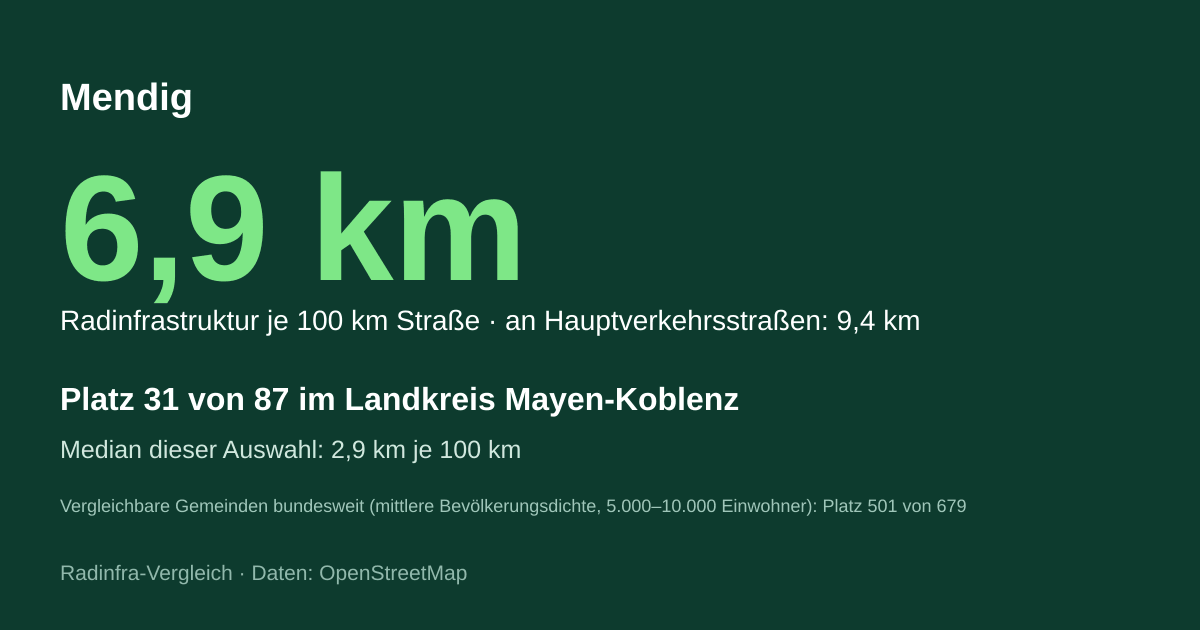 Mendig
6,9 km
Radinfrastruktur je 100 km Straße · an Hauptverkehrsstraßen: 9,4 km
Platz 31 von 87 im Landkreis Mayen-Koblenz
Median dieser Auswahl: 2,9 km je 100 km
Vergleichbare Gemeinden bundesweit (mittlere Bevölkerungsdichte, 5.000–10.000 Einwohner): Platz 501 von 679
Radinfra-Vergleich · Daten: OpenStreetMap